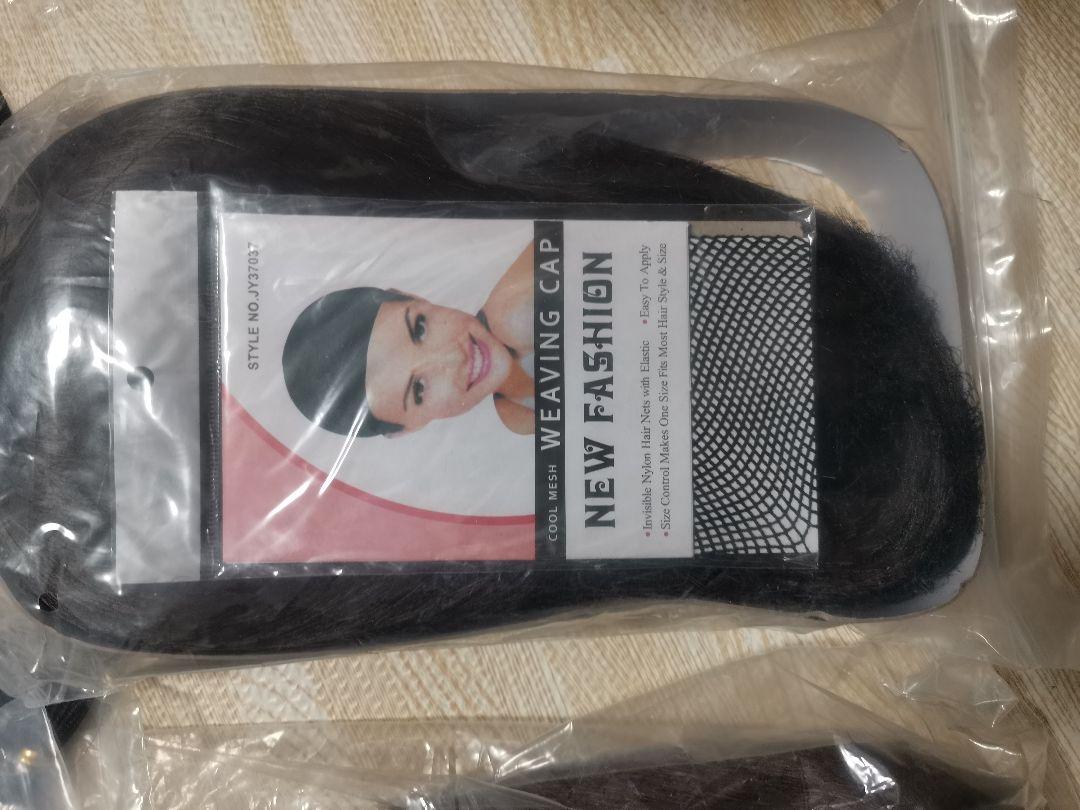 STYLE NO.JY37037
COOL MESH WEAVING CAP
NEW FASHION
• Invisible Nylon Hair Nets with Elastic • Easy To Apply
• Size Control Makes One Size Fits Most Hair Style & Size